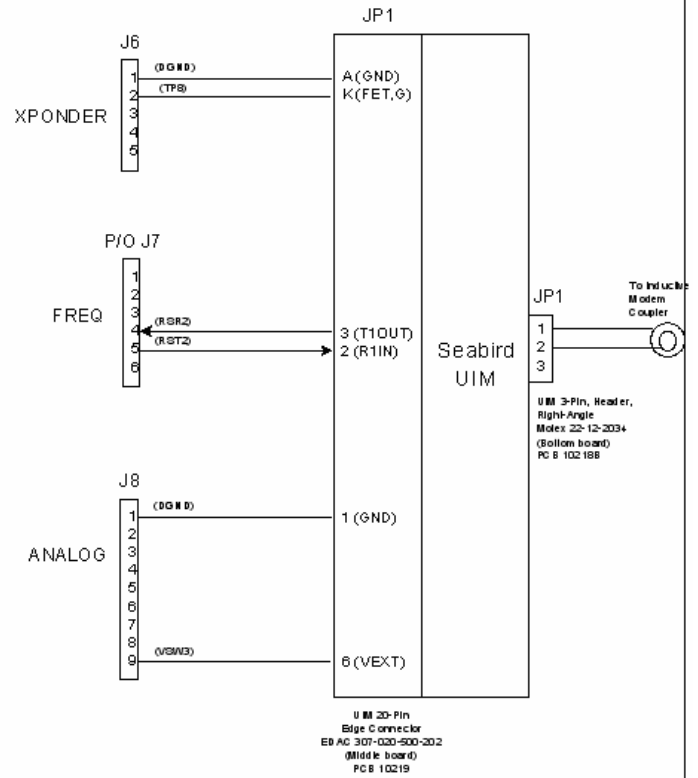 JP1
J6
XPONDER
1
2
3
4
5
(DGND)
(TP8)
A(GND)
K(FET,G)
P/O J7
FREQ
1
2
3
4
5
6
(RSR2)
(RST2)
3 (T1OUT)
2 (R1IN)
Seabird
UIM
JP1
1
2
3
To Inductive
Modem
Coupler
UIM 3-Pin, Header,
Right-Angle
Molex 22-12-2034
(Bottom board)
PCB 10218B
J8
ANALOG
1
2
3
4
5
6
7
8
9
(DGND)
(VSW3)
1 (GND)
6 (VEXT)
UIM 20-Pin
Edge Connector
EDAC 307-020-500-202
(Middle board)
PCB 10219